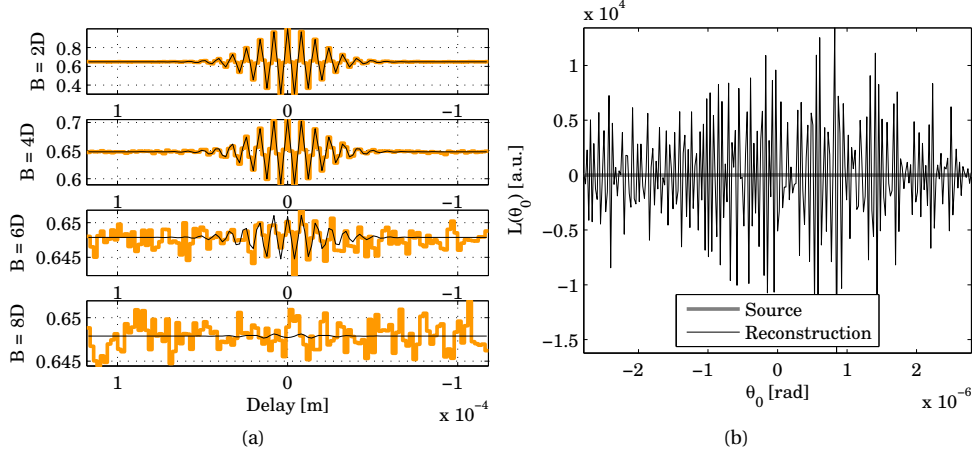 B = 2D
0.8
0.6
0.4
1
0
−1
B = 4D
0.7
0.65
0.6
1
0
−1
B = 6D
0.65
0.645
1
0
−1
B = 8D
0.65
0.645
1
0
−1
Delay [m]
x 10⁻⁴
(a)
x 10⁴
L(θ₀) [a.u.]
1
0.5
0
−0.5
−1
−1.5
Source
Reconstruction
−2
−1
0
1
2
θ₀ [rad]
x 10⁻⁶
(b)